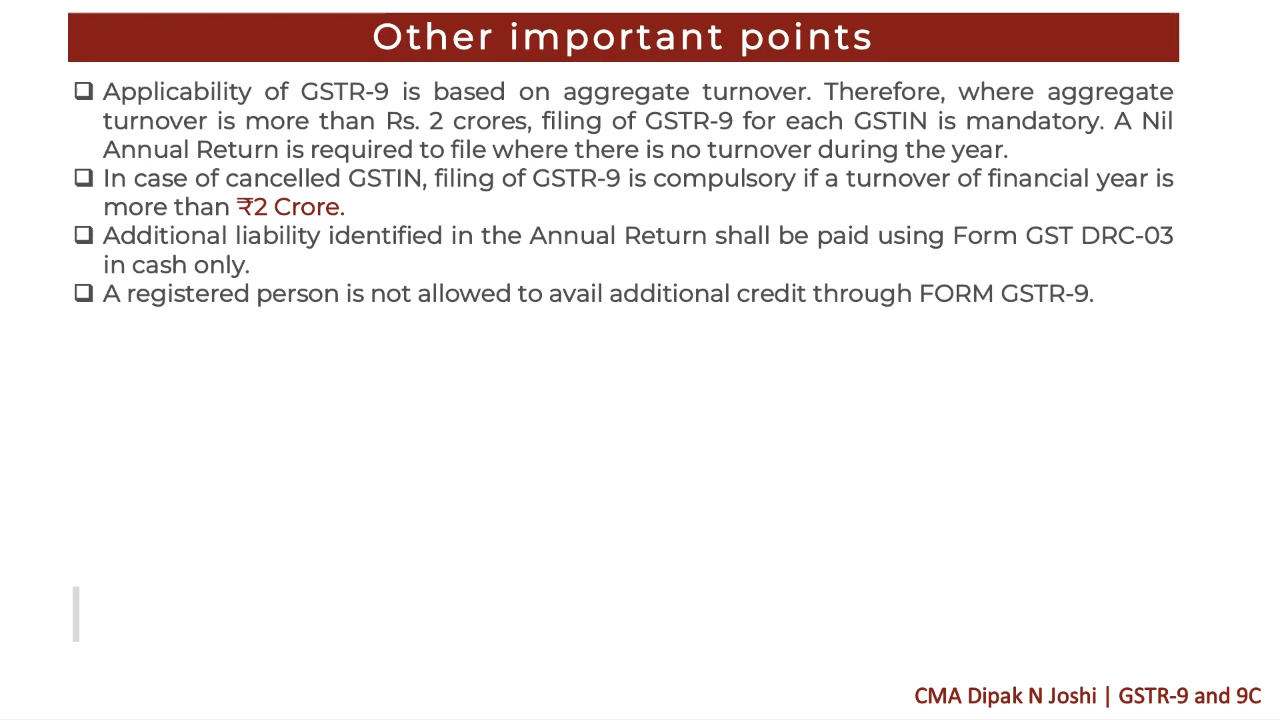 Other important points
❑ Applicability of GSTR-9 is based on aggregate turnover. Therefore, where aggregate
turnover is more than Rs. 2 crores, filing of GSTR-9 for each GSTIN is mandatory. A Nil
Annual Return is required to file where there is no turnover during the year.
❑ In case of cancelled GSTIN, filing of GSTR-9 is compulsory if a turnover of financial year is
more than ₹2 Crore.
❑ Additional liability identified in the Annual Return shall be paid using Form GST DRC-03
in cash only.
❑ A registered person is not allowed to avail additional credit through FORM GSTR-9.
CMA Dipak N Joshi | GSTR-9 and 9C